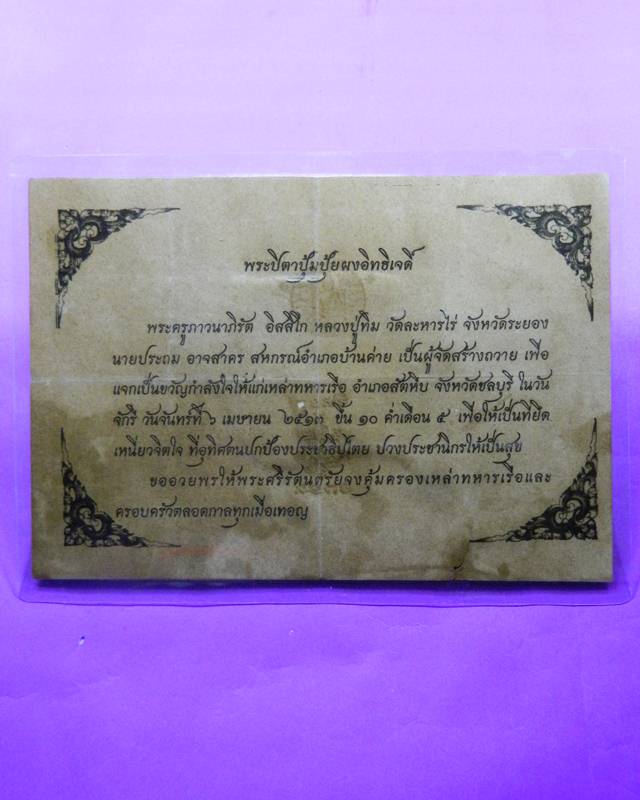 พระปิตาปุ้มปุ้ยผงอิทธิเจดิ์
พระครูภาวนาภิรัต อิสสิโก หลวงปู่ทิม วัดละหารไร่ จังหวัดระยอง
นายประถม อาจสาคร สหกรณ์อำเภอบ้านค่าย เป็นผู้จัดสร้างถวาย เพื่อ
แจกเป็นขวัญกำลังใจให้แก่เหล่าทหารเรือ อำเภอสัตหีบ จังหวัดชลบุรี ในวัน
จักรี วันจันทร์ที่ ๖ เมษายน ๒๕๑๓ ขึ้น ๑๐ ค่ำเดือน ๕ เพื่อให้เป็นที่ยึด
เหนี่ยวจิตใจ ที่อุทิศตนปกป้องประชาธิปไตย ปวงประชานิกรให้เป็นสุข
ขออวยพรให้พระศรีรัตนตรัยจงคุ้มครองเหล่าทหารเรือและ
ครอบครัวตลอดกาลทุกเมื่อเทอญ